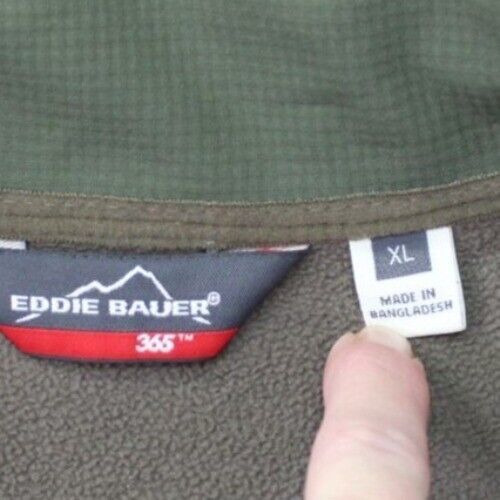 EDDIE BAUER®
365™
XL
MADE IN
BANGLADESH